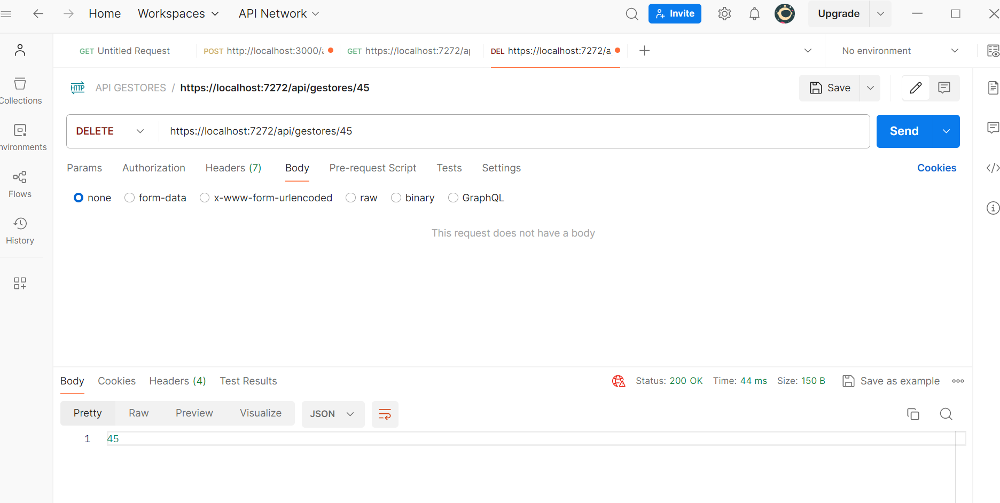 Home Workspaces API Network Invite Upgrade
GET Untitled Request POST http://localhost:3000/a GET https://localhost:7272/ap DEL https://localhost:7272/a No environment
HTTP API GESTORES / https://localhost:7272/api/gestores/45 Save
Collections
DELETE https://localhost:7272/api/gestores/45 Send
nvironments
Params Authorization Headers (7) Body Pre-request Script Tests Settings Cookies
Flows
none form-data x-www-form-urlencoded raw binary GraphQL
History
This request does not have a body
Body Cookies Headers (4) Test Results Status: 200 OK Time: 44 ms Size: 150 B Save as example
Pretty Raw Preview Visualize JSON
1 45